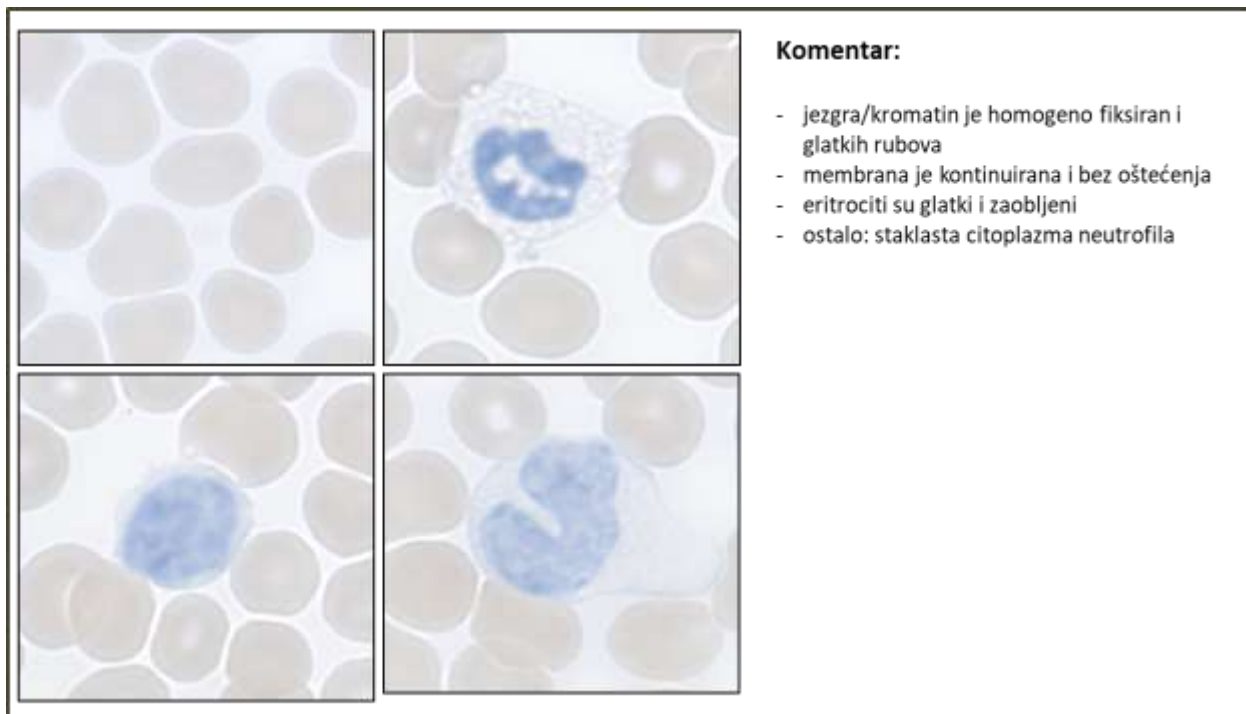 Komentar:
- jezgra/kromatin je homogeno fiksiran i
glatkih rubova
- membrana je kontinuirana i bez oštećenja
- eritrociti su glatki i zaobljeni
- ostalo: staklasta citoplazma neutrofila